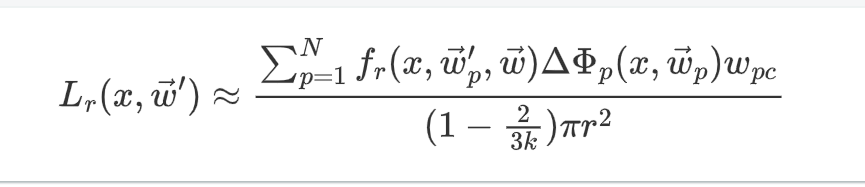 $L_r(x, \vec{w}') \approx \frac{\sum_{p=1}^{N} f_r(x, \vec{w}'_p, \vec{w}) \Delta\Phi_p(x, \vec{w}_p) w_{pc}}{(1 - \frac{2}{3k})\pi r^2}$